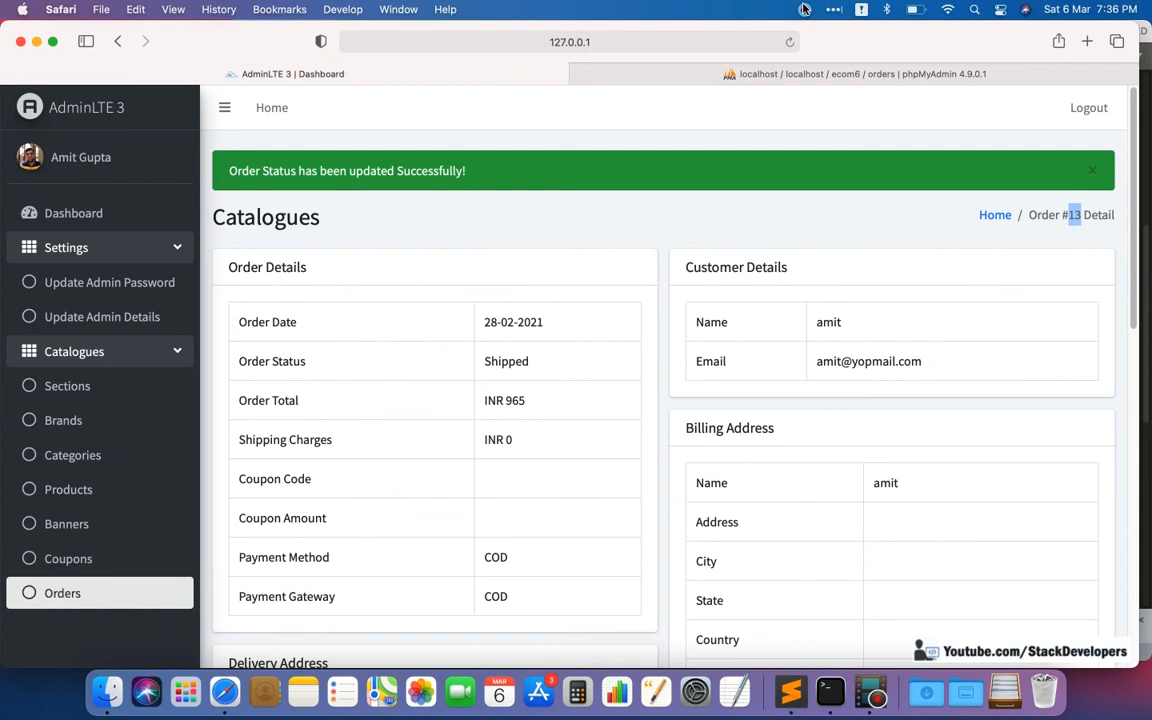 Safari File Edit View History Bookmarks Develop Window Help Sat 6 Mar 7:36 PM
127.0.0.1
AdminLTE 3 | Dashboard
localhost / localhost / ecom6 / orders | phpMyAdmin 4.9.0.1
AdminLTE 3
Home
Logout
Amit Gupta
Order Status has been updated Successfully!
×
Dashboard
Catalogues
Home / Order #13 Detail
Settings
Update Admin Password
Update Admin Details
Catalogues
Sections
Brands
Categories
Products
Banners
Coupons
Orders
Order Details
Order Date 28-02-2021
Order Status Shipped
Order Total INR 965
Shipping Charges INR 0
Coupon Code
Coupon Amount
Payment Method COD
Payment Gateway COD
Delivery Address
Customer Details
Name amit
Email amit@yopmail.com
Billing Address
Name amit
Address
City
State
Country
Youtube.com/StackDevelopers
MAR
6
3